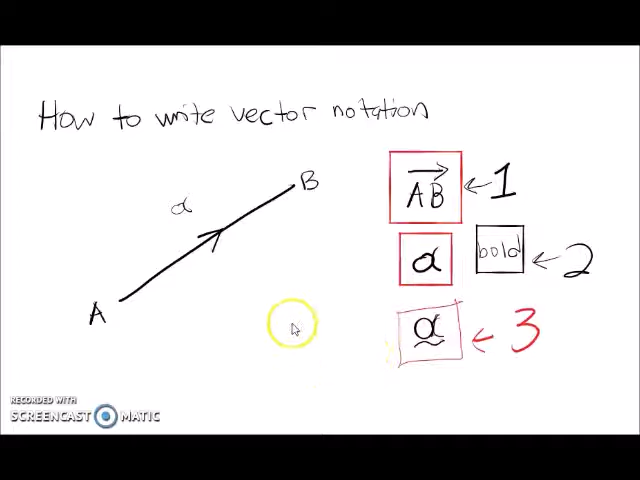 How to write vector notation
B
a
A
AB
1
a
bold
2
a
3
RECORDED WITH
SCREENCAST MATIC